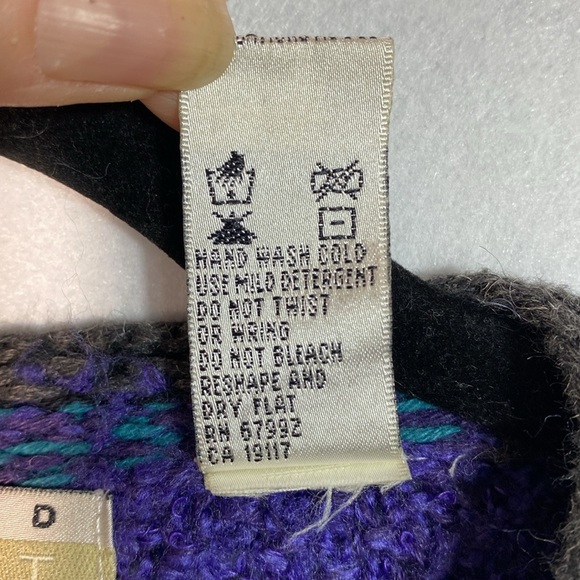 HAND WASH COLD
USE MILD DETERGENT
DO NOT TWIST
OR WRING
DO NOT BLEACH
RESHAPE AND
DRY FLAT
RN 67992
CA 19117
D